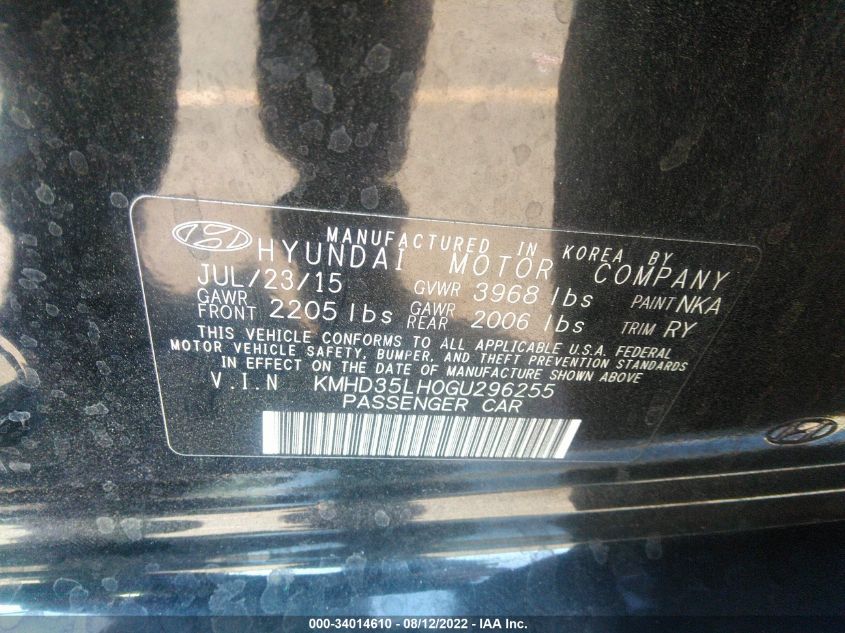 MANUFACTURED IN KOREA BY
HYUNDAI MOTOR COMPANY
JUL/23/15 GVWR 3968 lbs PAINT NKA
GAWR FRONT 2205 lbs GAWR REAR 2006 lbs TRIM RY
THIS VEHICLE CONFORMS TO ALL APPLICABLE U.S.A. FEDERAL
MOTOR VEHICLE SAFETY, BUMPER, AND THEFT PREVENTION STANDARDS
IN EFFECT ON THE DATE OF MANUFACTURE SHOWN ABOVE
V.I.N KMHD35LH0GU296255
PASSENGER CAR
000-34014610 - 08/12/2022 - IAA Inc.